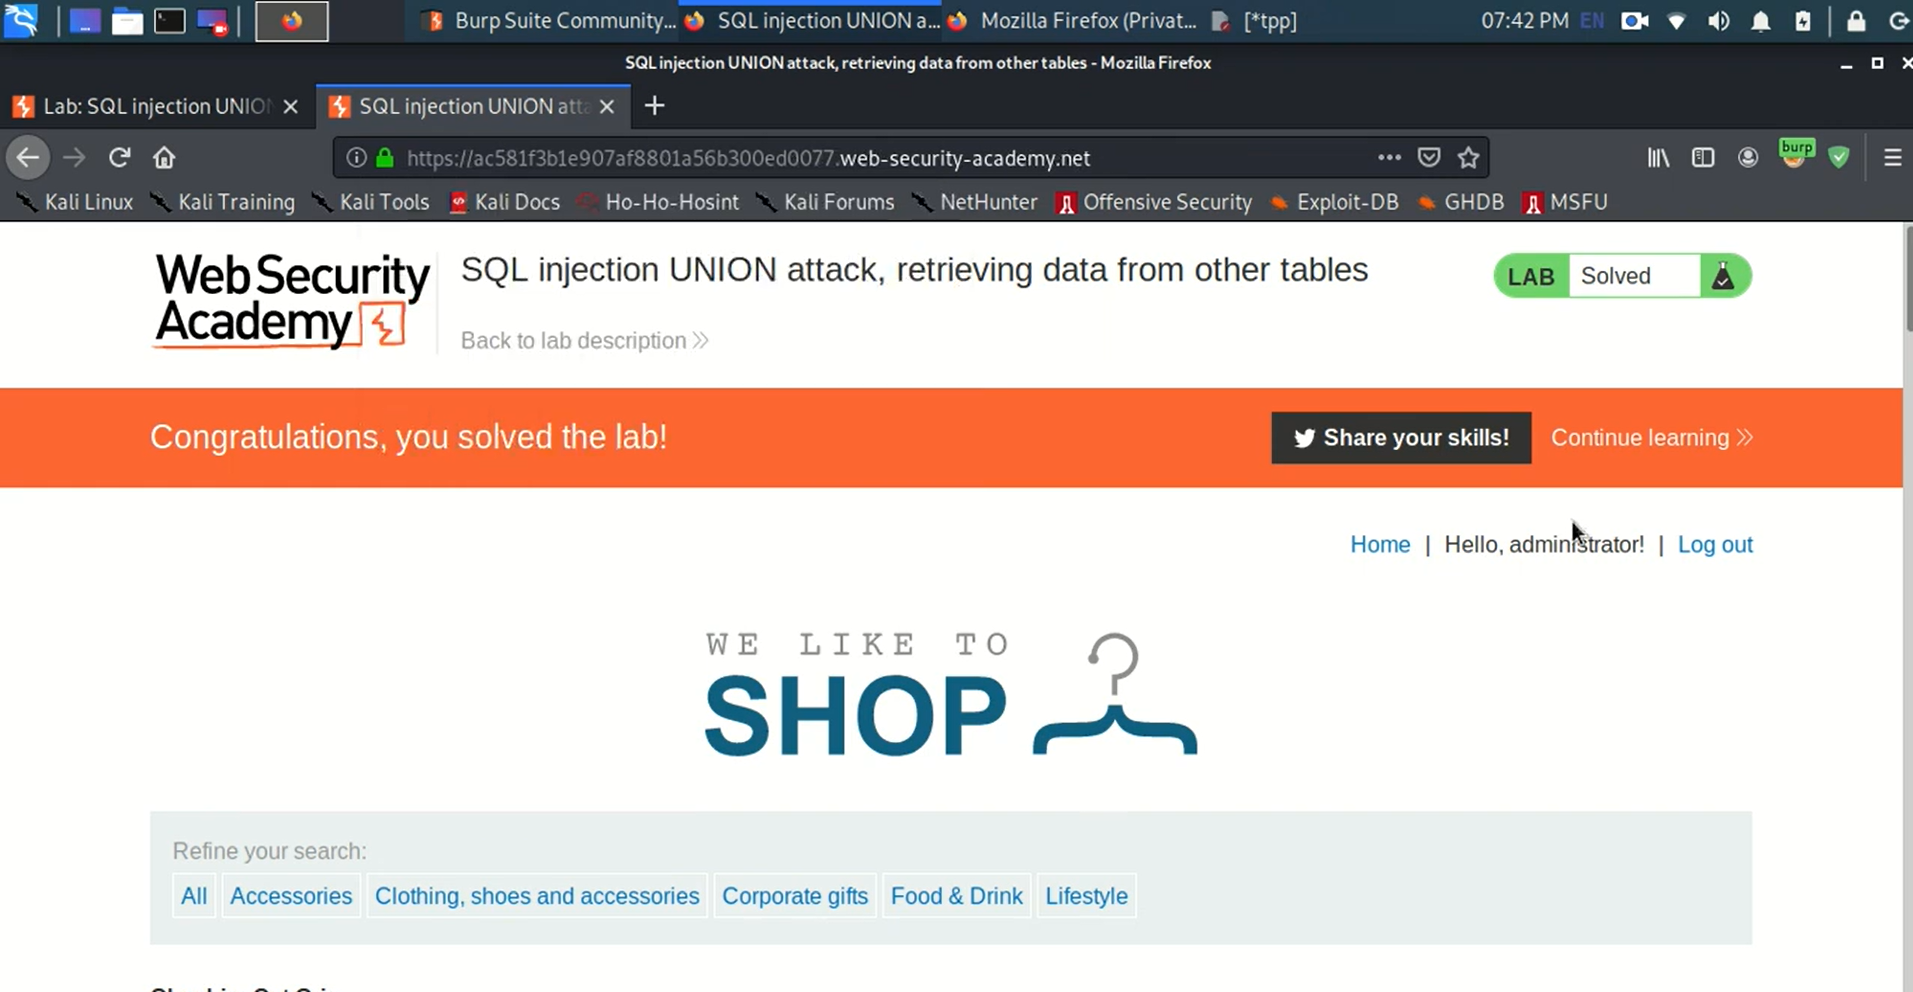 Burp Suite Community... SQL injection UNION a... Mozilla Firefox (Privat... [*tpp] 07:42 PM EN
SQL injection UNION attack, retrieving data from other tables - Mozilla Firefox
Lab: SQL injection UNION SQL injection UNION atta
https://ac581f3b1e907af8801a56b300ed0077.web-security-academy.net burp
Kali Linux Kali Training Kali Tools Kali Docs Ho-Ho-Hosint Kali Forums NetHunter Offensive Security Exploit-DB GHDB MSFU
Web Security
Academy
SQL injection UNION attack, retrieving data from other tables
LAB Solved
Back to lab description >>
Congratulations, you solved the lab! Share your skills! Continue learning >>
Home | Hello, administrator! | Log out
WE LIKE TO
SHOP
Refine your search:
All Accessories Clothing, shoes and accessories Corporate gifts Food & Drink Lifestyle